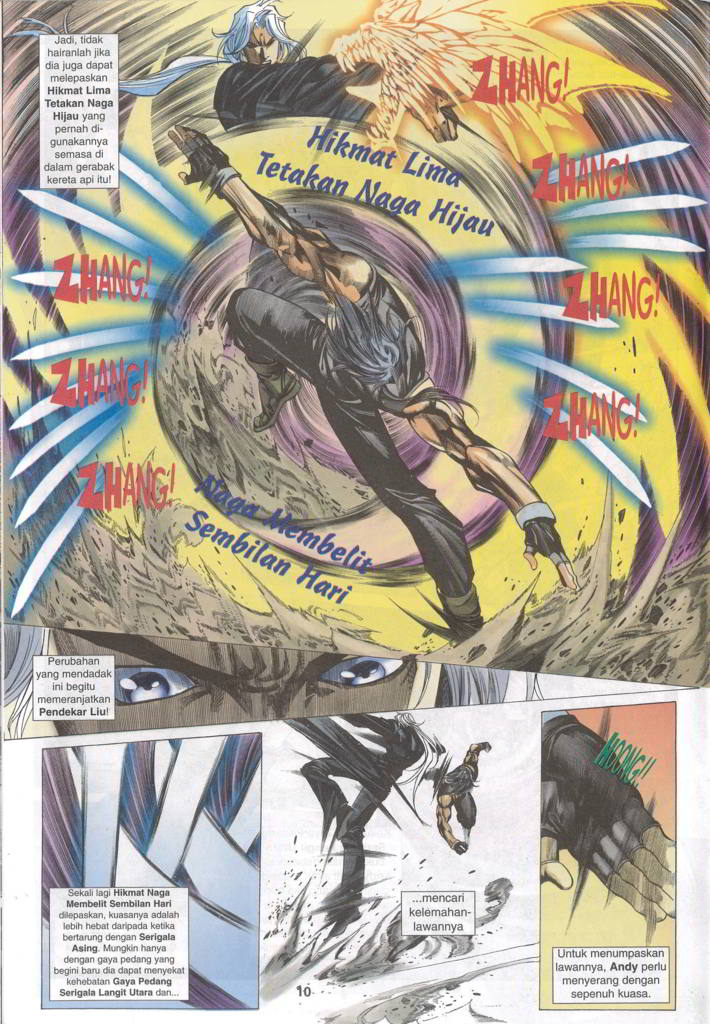 Jadi, tidak
hairanlah jika
dia juga dapat
melepaskan
Hikmat Lima
Tetakan Naga
Hijau yang
pernah di-
gunakannya
semasa di
dalam gerabak
kereta api itu!
ZHANG!
Hikmat Lima
Tetakan Naga Hijau
ZHANG!
ZHANG!
ZHANG!
ZHANG!
ZHANG!
ZHANG!
Naga Membelit
Sembilan Hari
Perubahan
yang mendadak
ini begitu
memeranjatkan
Pendekar Liu!
Sekali lagi Hikmat Naga
Membelit Sembilan Hari
dilepaskan, kuasanya adalah
lebih hebat daripada ketika
bertarung dengan Serigala
Asing. Mungkin hanya
dengan gaya pedang yang
begini baru dia dapat menyekat
kehebatan Gaya Pedang
Serigala Langit Utara dan...
...mencari
kelemahan-
lawannya
HOONG!!
Untuk menumpaskan
lawannya, Andy perlu
menyerang dengan
sepenuh kuasa.
10